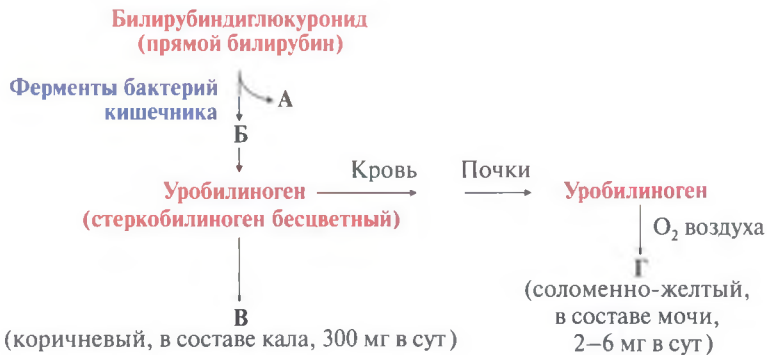 Билирубиндиглюкуронид
(прямой билирубин)
Ферменты бактерий
кишечника
А
Б
Кровь
Почки
Уробилиноген
(стеркобилиноген бесцветный)
Уробилиноген
O₂ воздуха
В
(коричневый, в составе кала, 300 мг в сут)
Г
(соломенно-желтый,
в составе мочи,
2–6 мг в сут)